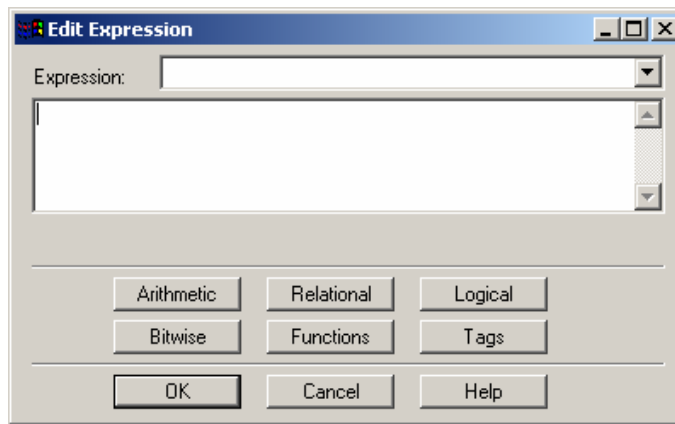 Edit Expression
Expression:
Arithmetic Relational Logical
Bitwise Functions Tags
OK Cancel Help